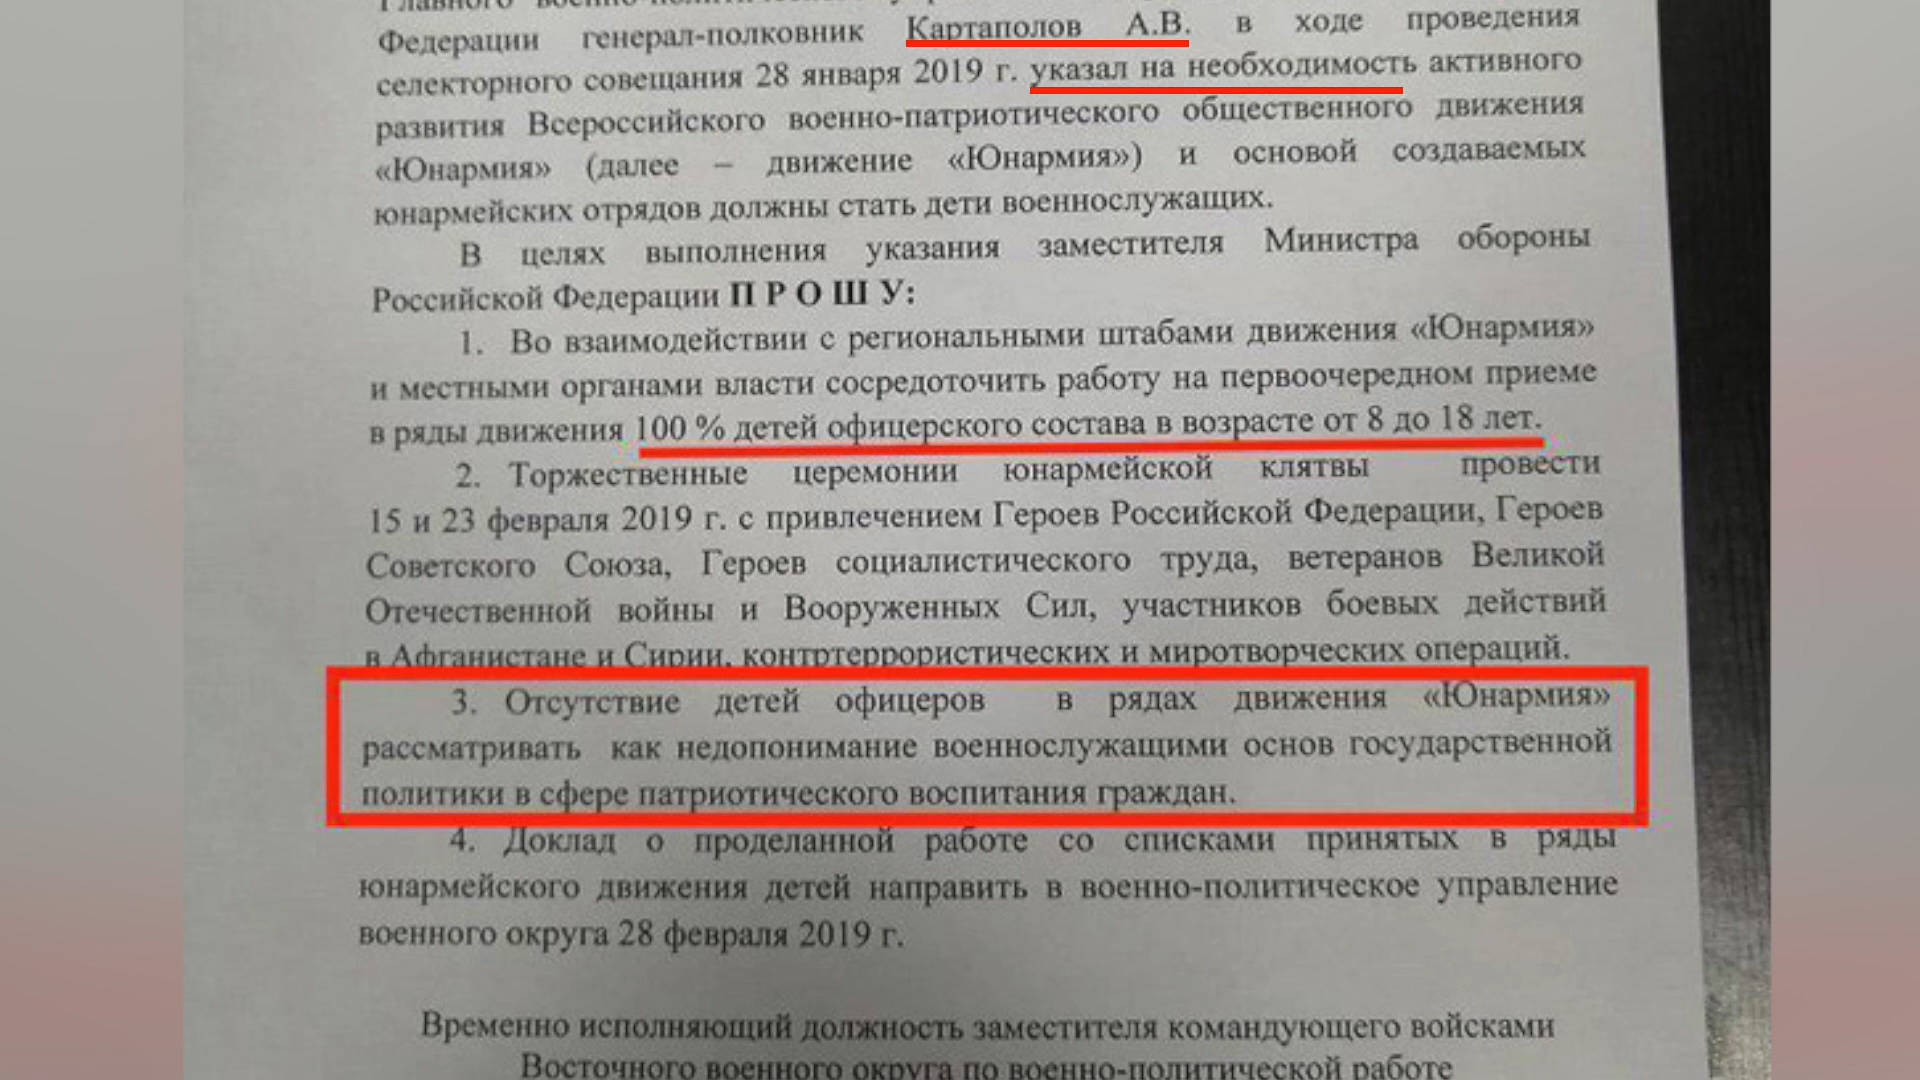 Главного военно-политического
Федерации генерал-полковник Картаполов А.В. в ходе проведения
селекторного совещания 28 января 2019 г. указал на необходимость активного
развития Всероссийского военно-патриотического общественного движения
«Юнармия» (далее – движение «Юнармия») и основой создаваемых
юнармейских отрядов должны стать дети военнослужащих.
В целях выполнения указания заместителя Министра обороны
Российской Федерации П Р О Ш У:
1. Во взаимодействии с региональными штабами движения «Юнармия»
и местными органами власти сосредоточить работу на первоочередном приеме
в ряды движения 100 % детей офицерского состава в возрасте от 8 до 18 лет.
2. Торжественные церемонии юнармейской клятвы провести
15 и 23 февраля 2019 г. с привлечением Героев Российской Федерации, Героев
Советского Союза, Героев социалистического труда, ветеранов Великой
Отечественной войны и Вооруженных Сил, участников боевых действий
в Афганистане и Сирии, контртеррористических и миротворческих операций.
3. Отсутствие детей офицеров в рядах движения «Юнармия»
рассматривать как недопонимание военнослужащими основ государственной
политики в сфере патриотического воспитания граждан.
4. Доклад о проделанной работе со списками принятых в ряды
юнармейского движения детей направить в военно-политическое управление
военного округа 28 февраля 2019 г.
Временно исполняющий должность заместителя командующего войсками
Восточного военного округа по военно-политической работе